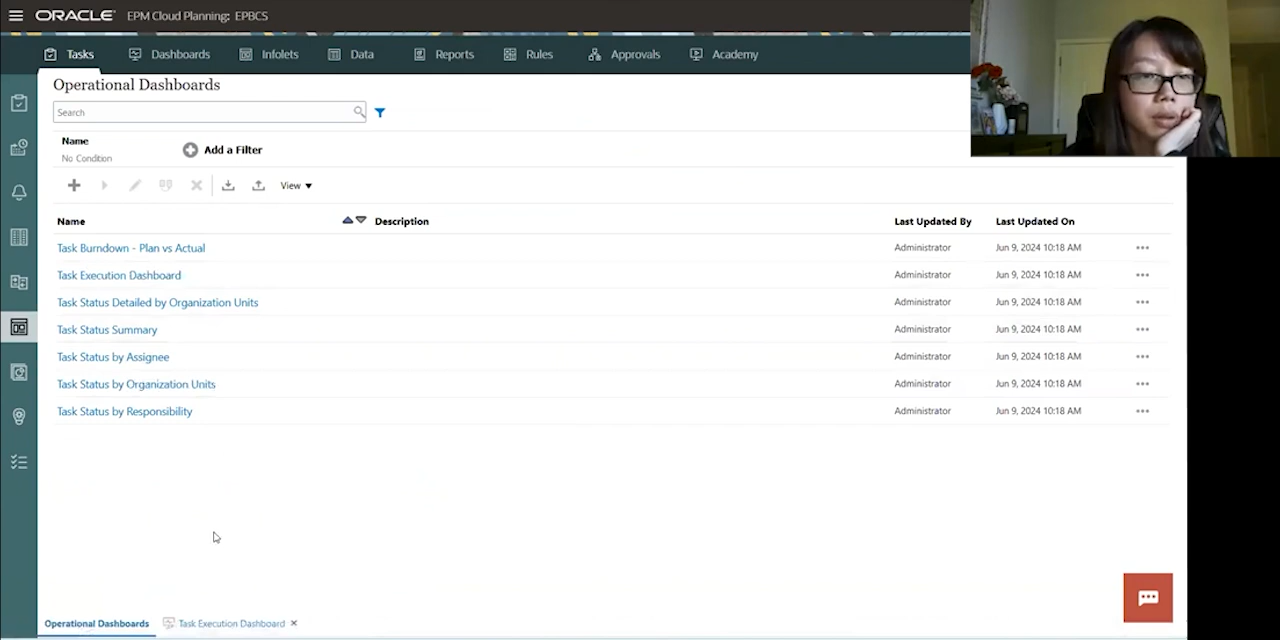 ORACLE EPM Cloud Planning: EPBCS
Tasks Dashboards Infolets Data Reports Rules Approvals Academy
Operational Dashboards
Search
Name
No Condition
Add a Filter
View
Name Description Last Updated By Last Updated On
Task Burndown - Plan vs Actual Administrator Jun 9, 2024 10:18 AM
Task Execution Dashboard Administrator Jun 9, 2024 10:18 AM
Task Status Detailed by Organization Units Administrator Jun 9, 2024 10:18 AM
Task Status Summary Administrator Jun 9, 2024 10:18 AM
Task Status by Assignee Administrator Jun 9, 2024 10:18 AM
Task Status by Organization Units Administrator Jun 9, 2024 10:18 AM
Task Status by Responsibility Administrator Jun 9, 2024 10:18 AM
Operational Dashboards Task Execution Dashboard